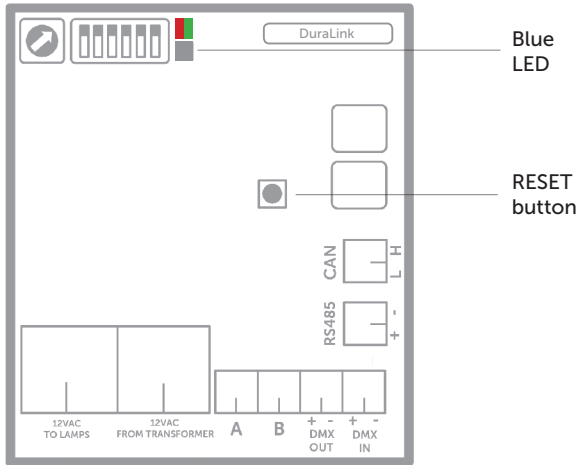 DuraLink
Blue
LED
RESET
button
CAN
H
L
RS485
-
+
12VAC
TO LAMPS
12VAC
FROM TRANSFORMER
A
B
+ -
DMX
OUT
+ -
DMX
IN